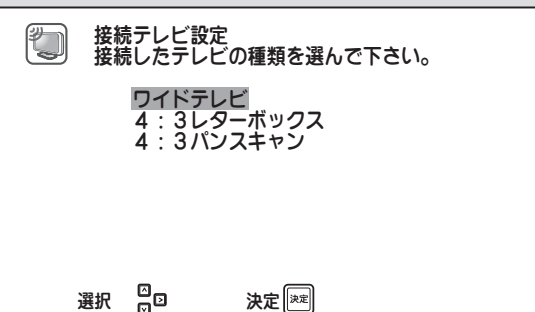 接続テレビ設定
接続したテレビの種類を選んで下さい。
ワイドテレビ
4：3レターボックス
4：3パンスキャン
選択 決定 決定